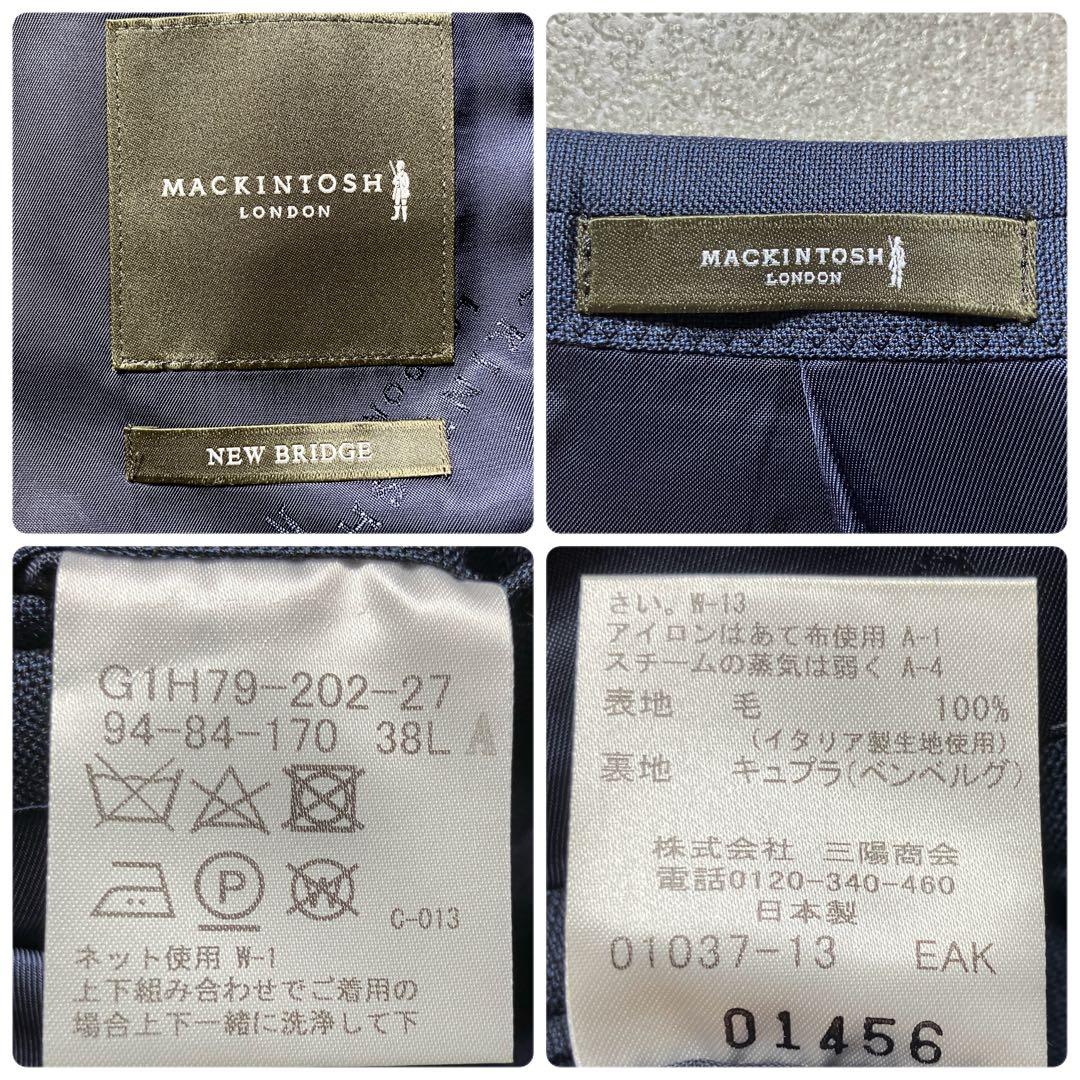 MACKINTOSH
LONDON
NEW BRIDGE
MACKINTOSH
LONDON
G1H79-202-27
94-84-170 38L A
P
W
C-013
ネット使用 W-1
上下組み合わせでご着用の
場合上下一緒に洗浄して下
さい。W-13
アイロンはあて布使用 A-1
スチームの蒸気は弱く A-4
表地 毛 100%
(イタリア製生地使用)
裏地 キュプラ(ベンベルグ)
株式会社 三陽商会
電話0120-340-460
日本製
01037-13 EAK
01456